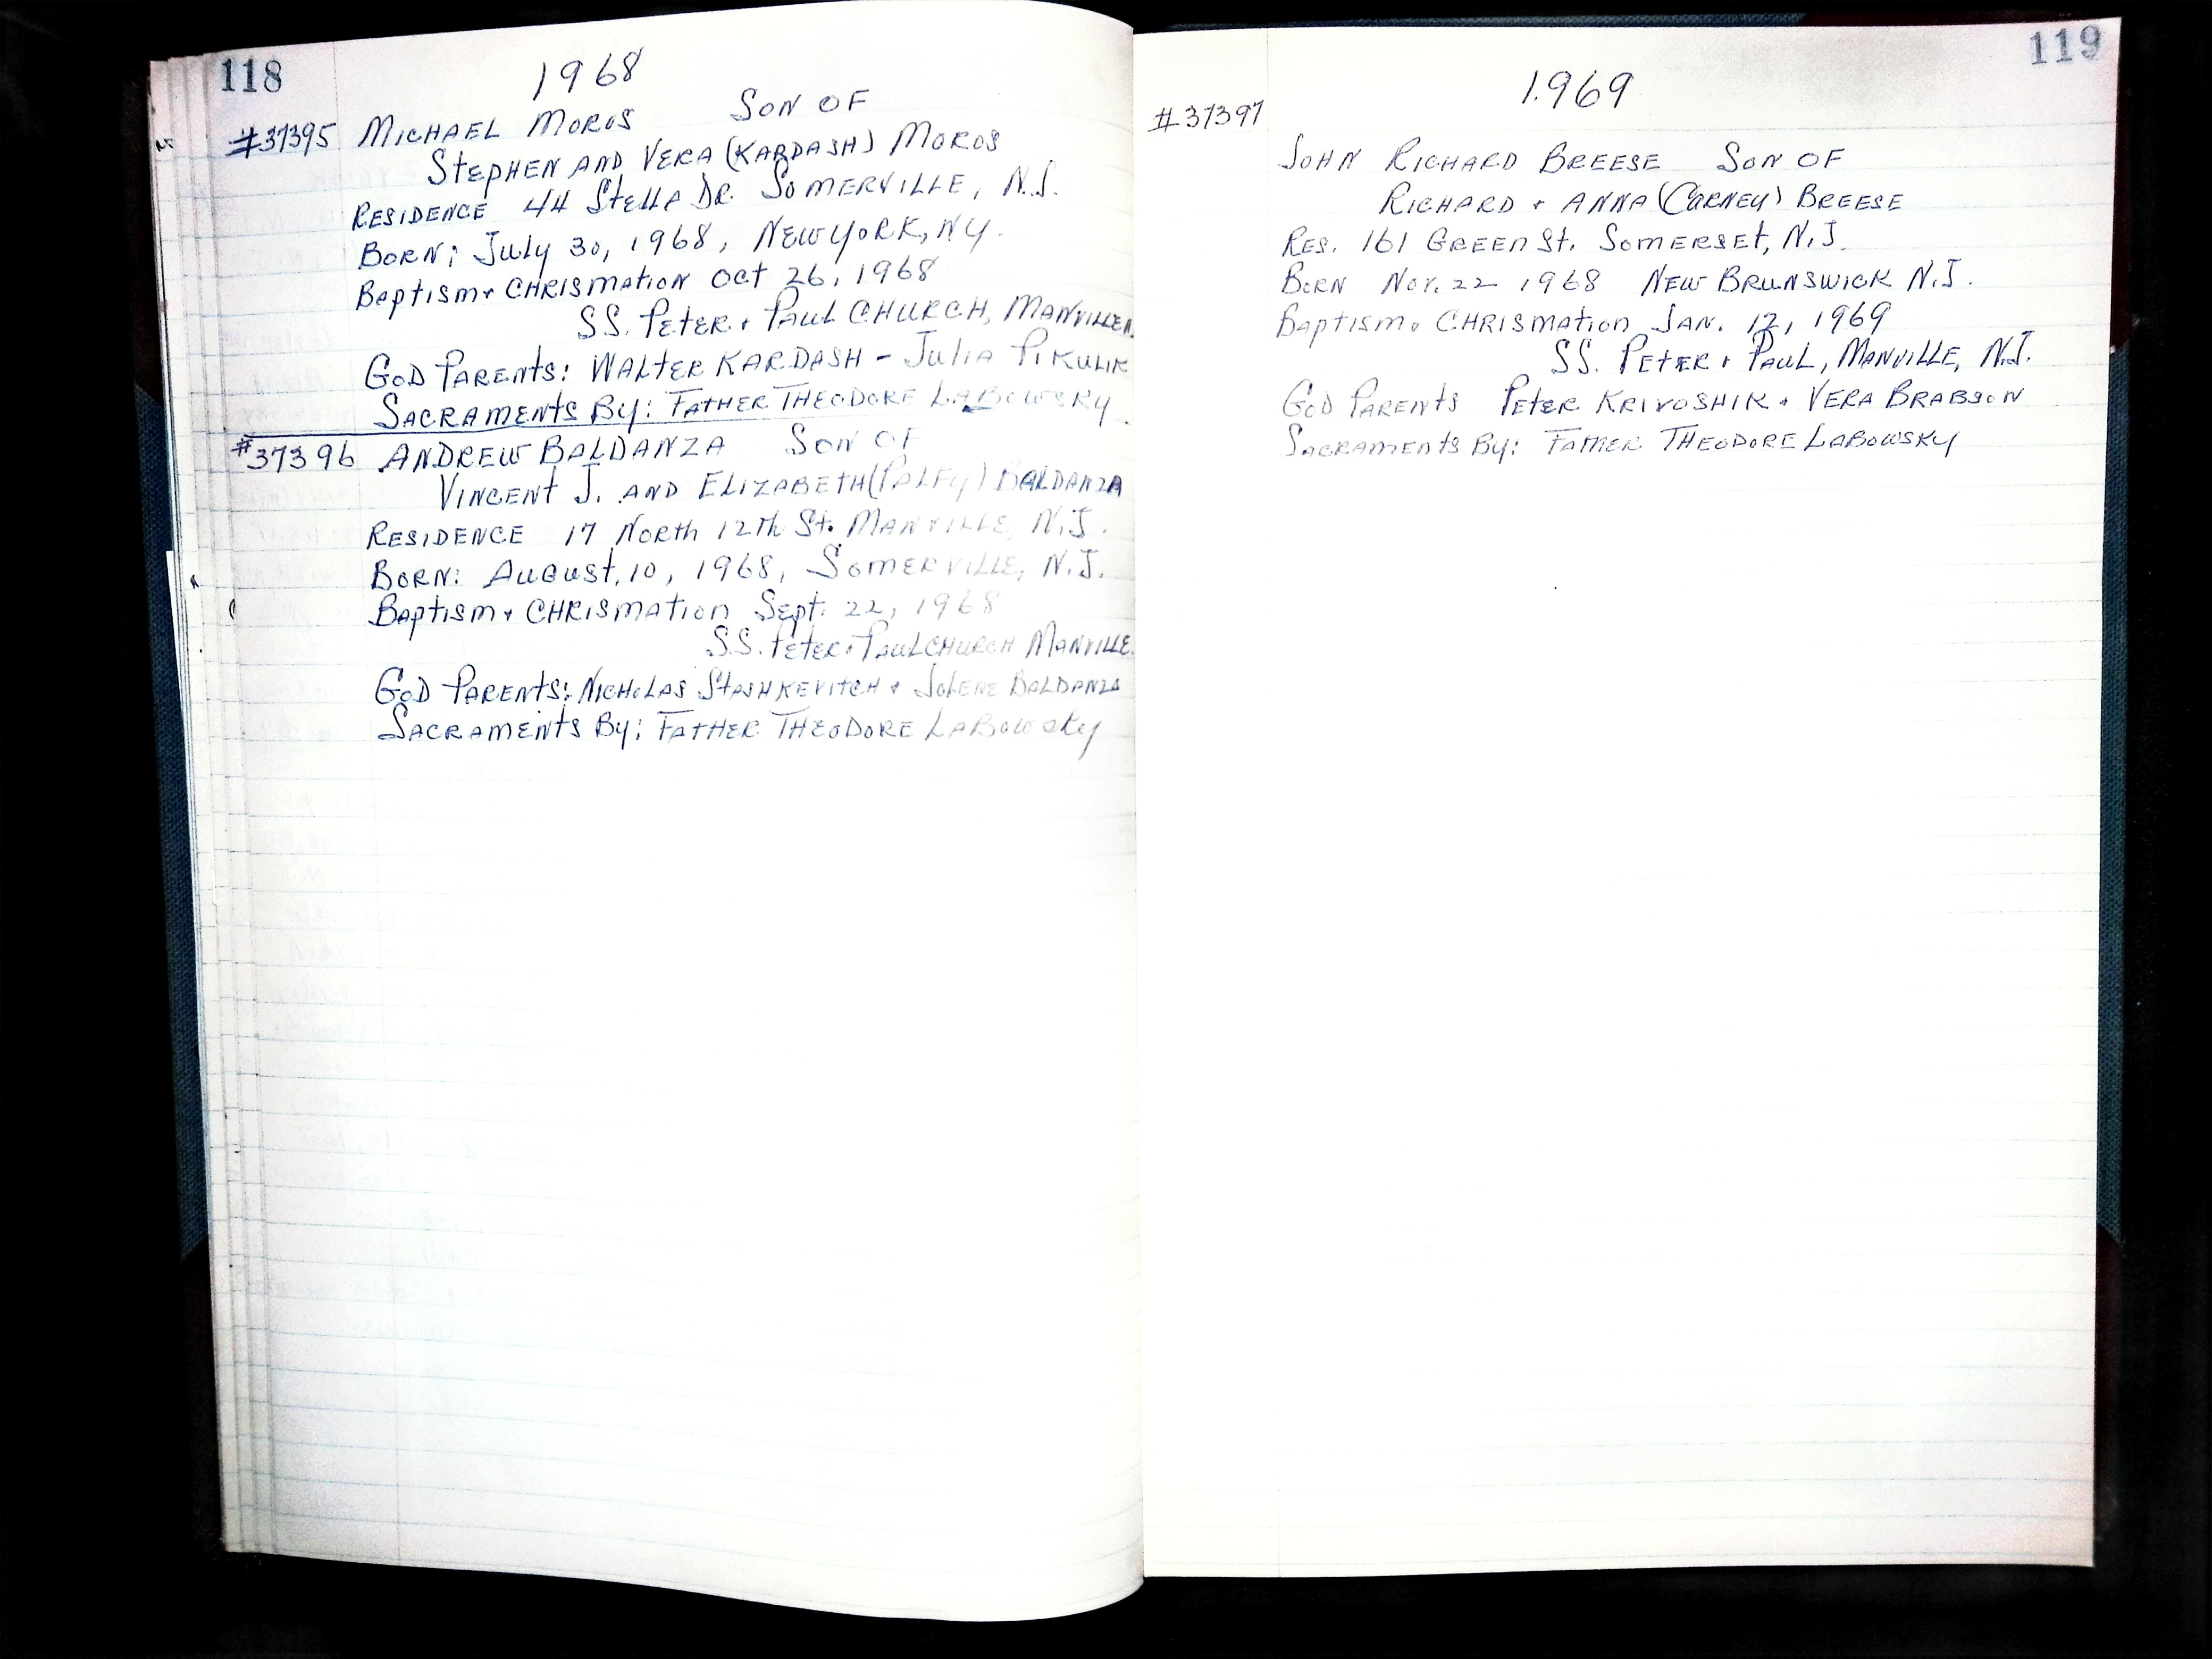 118
1968
#37395 MICHAEL MOROS SON OF
STEPHEN AND VERA (KARDASH) MOROS
RESIDENCE 44 STELLA DR. SOMERVILLE, N.J.
BORN: JULY 30, 1968, NEW YORK, NY.
BAPTISM + CHRISMATION OCT 26, 1968
SS. PETER + PAUL CHURCH, MANVILLE
GOD PARENTS: WALTER KARDASH - JULIA PIKULIK
SACRAMENTS BY: FATHER THEODORE LABOWSKY
#37396 ANDREW BALDANZA SON OF
VINCENT J. AND ELIZABETH (PALFY) BALDANZA
RESIDENCE 17 NORTH 12TH ST. MANVILLE, N.J.
BORN: AUGUST, 10, 1968, SOMERVILLE, N.J.
BAPTISM + CHRISMATION SEPT. 22, 1968
S.S. PETER + PAUL CHURCH MANVILLE
GOD PARENTS: NICHOLAS STASHKEVITCH + JOLENE BALDANZA
SACRAMENTS BY: FATHER THEODORE LABOWSKY
119
1969
#37397
JOHN RICHARD BREESE SON OF
RICHARD + ANNA (CARNEY) BREESE
RES. 161 GREEN ST. SOMERSET, N.J.
BORN NOV. 22 1968 NEW BRUNSWICK N.J.
BAPTISM + CHRISMATION JAN. 12, 1969
SS. PETER + PAUL, MANVILLE, N.J.
GOD PARENTS PETER KRIVOSHIK + VERA BRABSON
SACRAMENTS BY: FATHER THEODORE LABOWSKY